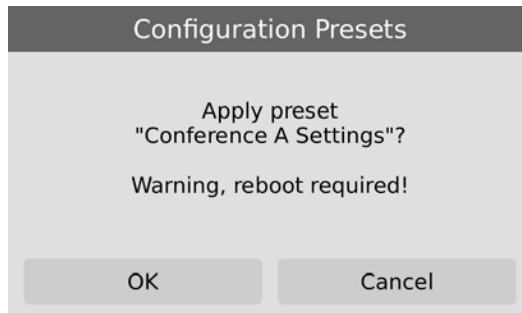 Configuration Presets
Apply preset
"Conference A Settings"?
Warning, reboot required!
OK
Cancel